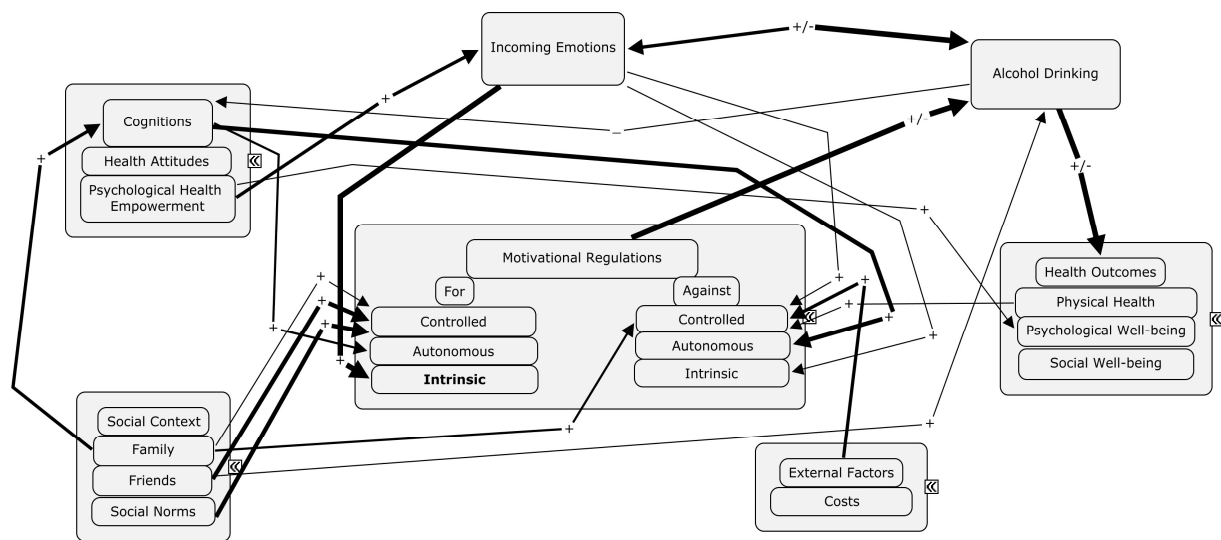 Incoming Emotions
+/-
Alcohol Drinking
+
Cognitions
–
+/-
+
Health Attitudes
+/-
Psychological Health
Empowerment
+
Motivational Regulations
Health Outcomes
For
Against
+
+
+
Physical Health
+
+
Controlled
Controlled
+
Psychological Well-being
+
+
Autonomous
Autonomous
+
Social Well-being
+
Intrinsic
Intrinsic
Social Context
+
+
Family
Friends
External Factors
Social Norms
Costs